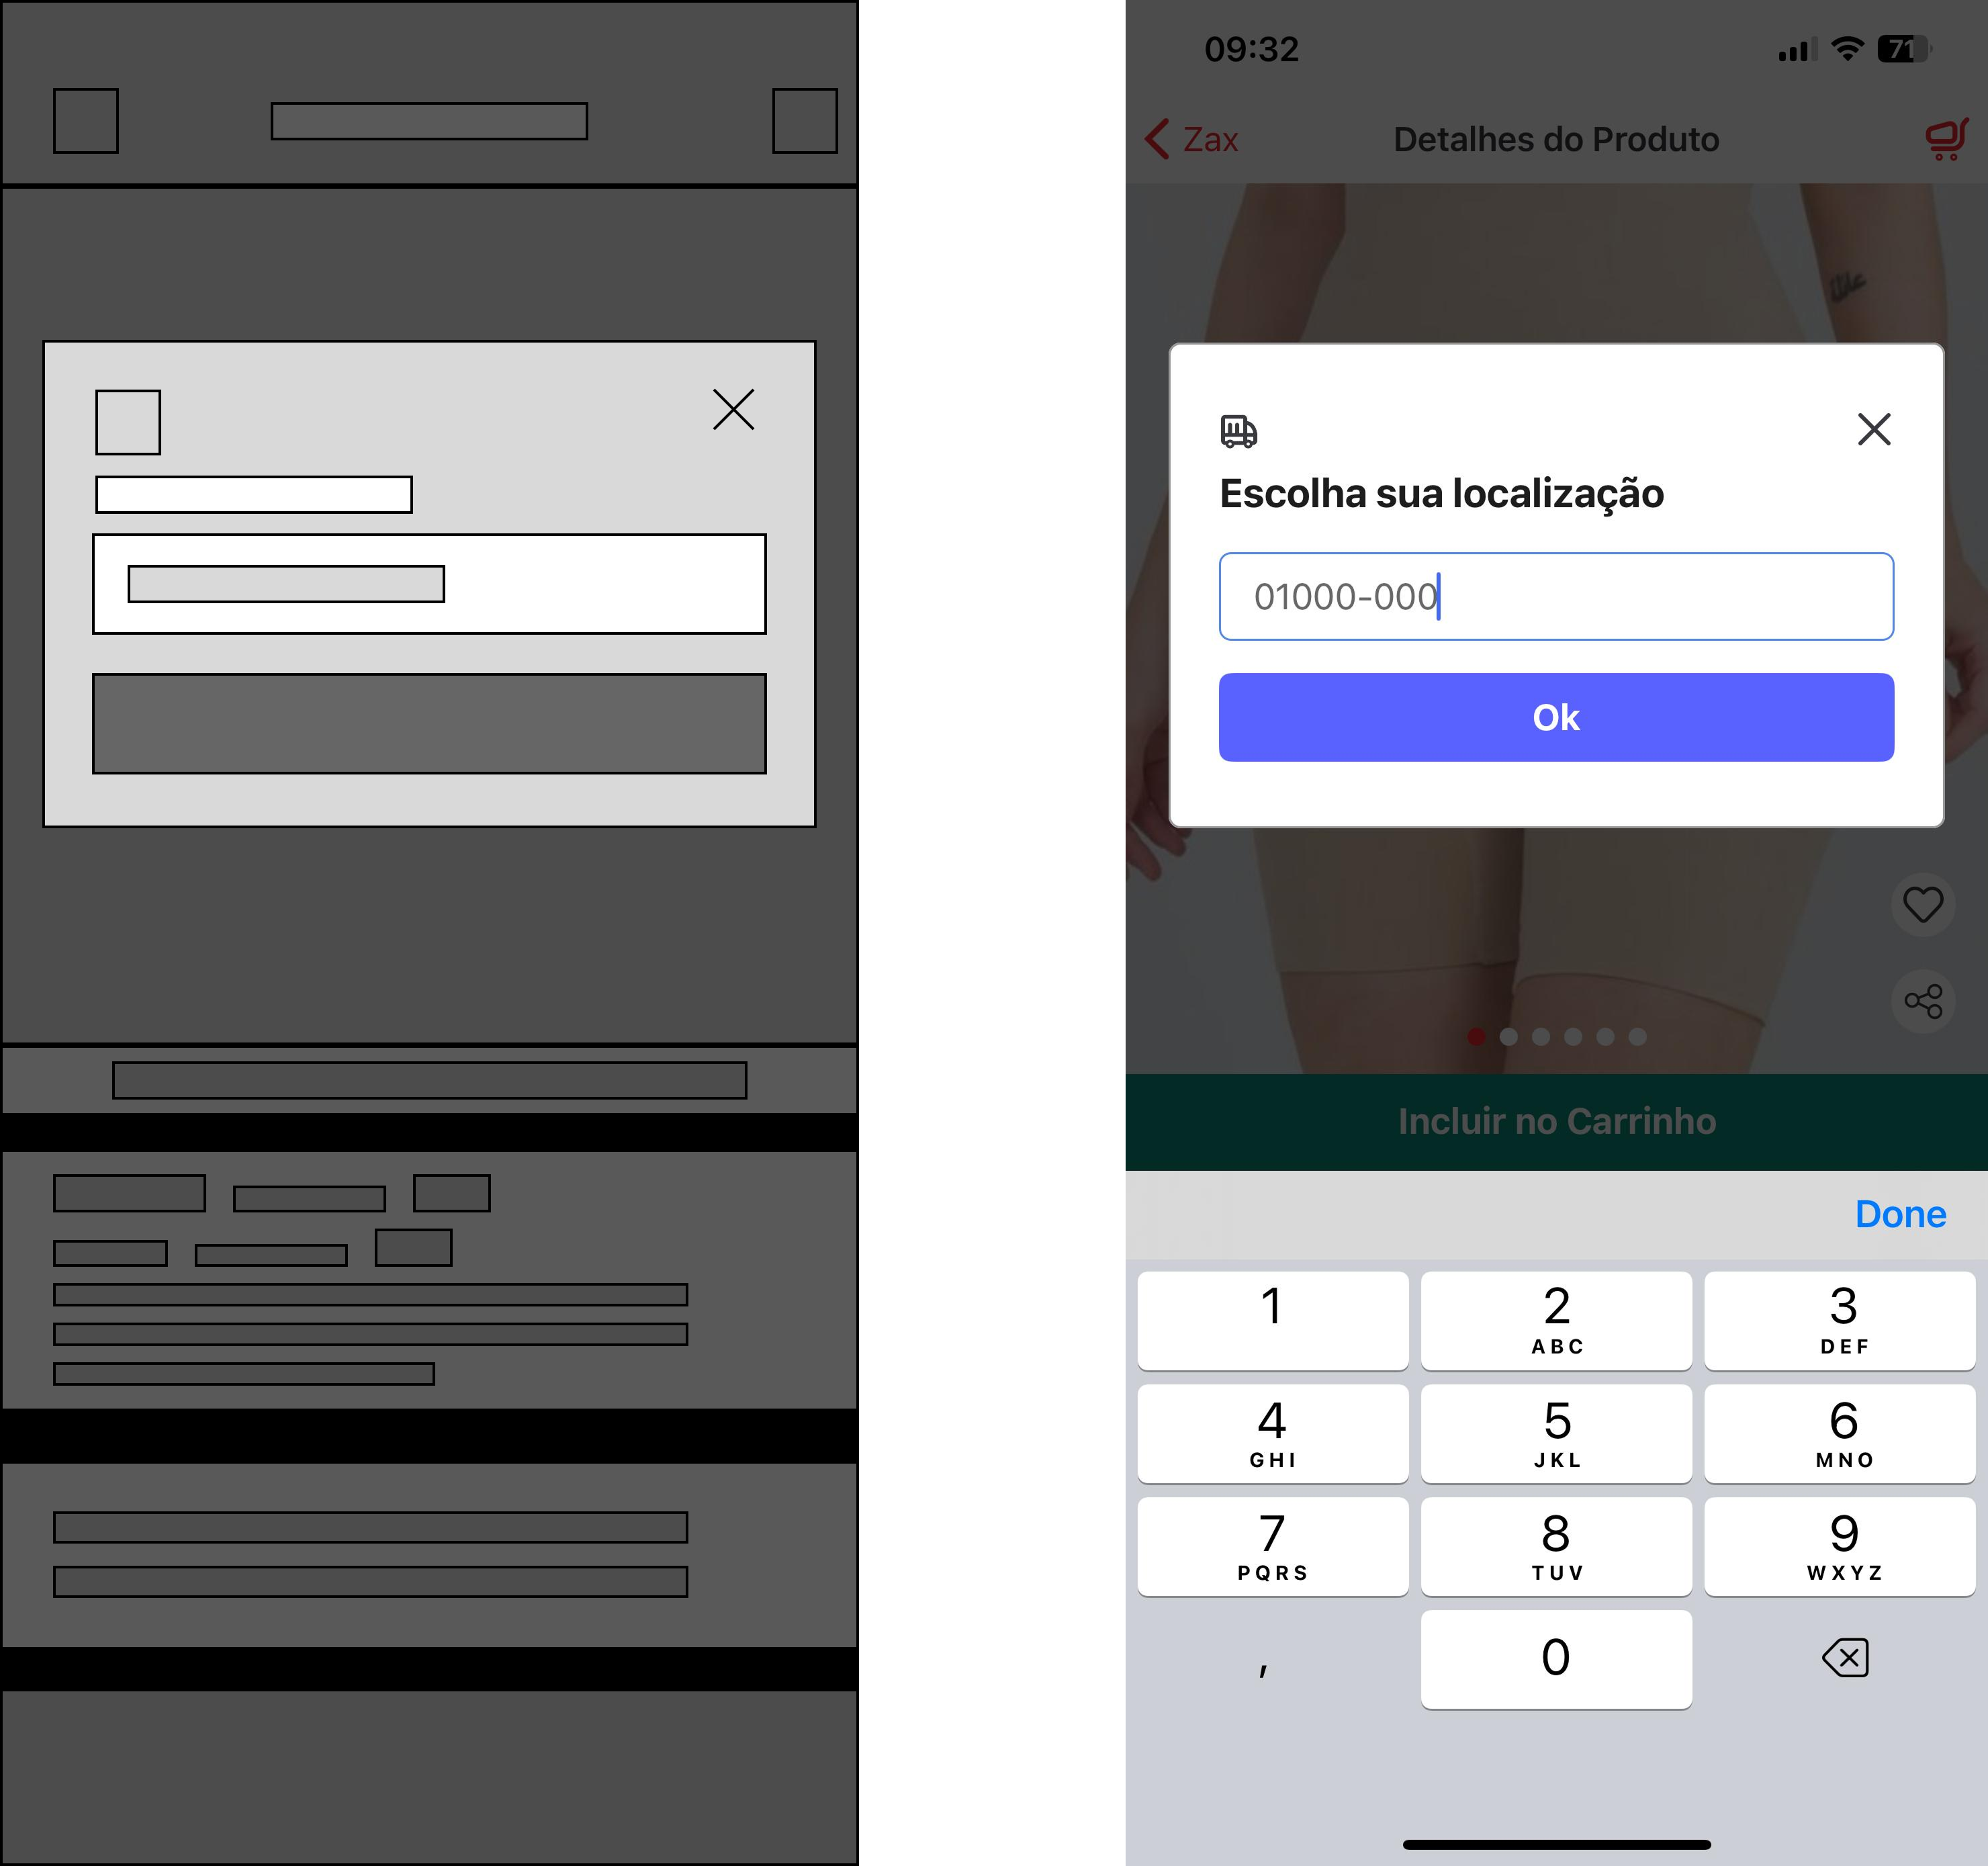 09:32
71
Zax
Detalhes do Produto
Escolha sua localização
01000-000
Ok
Incluir no Carrinho
Done
1
2
3
ABC
DEF
4
5
6
GHI
JKL
MNO
7
8
9
PQRS
TUV
WXYZ
,
0